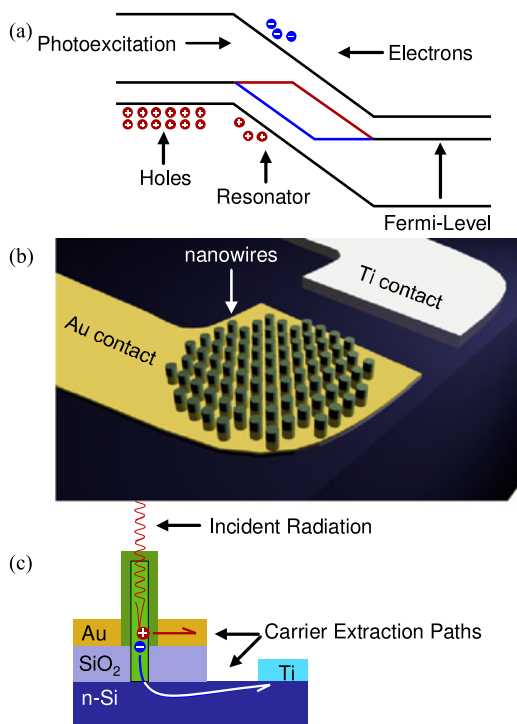 (a)
Photoexcitation
Electrons
Holes
Resonator
Fermi-Level
(b)
nanowires
Ti contact
Au contact
Incident Radiation
(c)
Au
Carrier Extraction Paths
SiO₂
Ti
n-Si